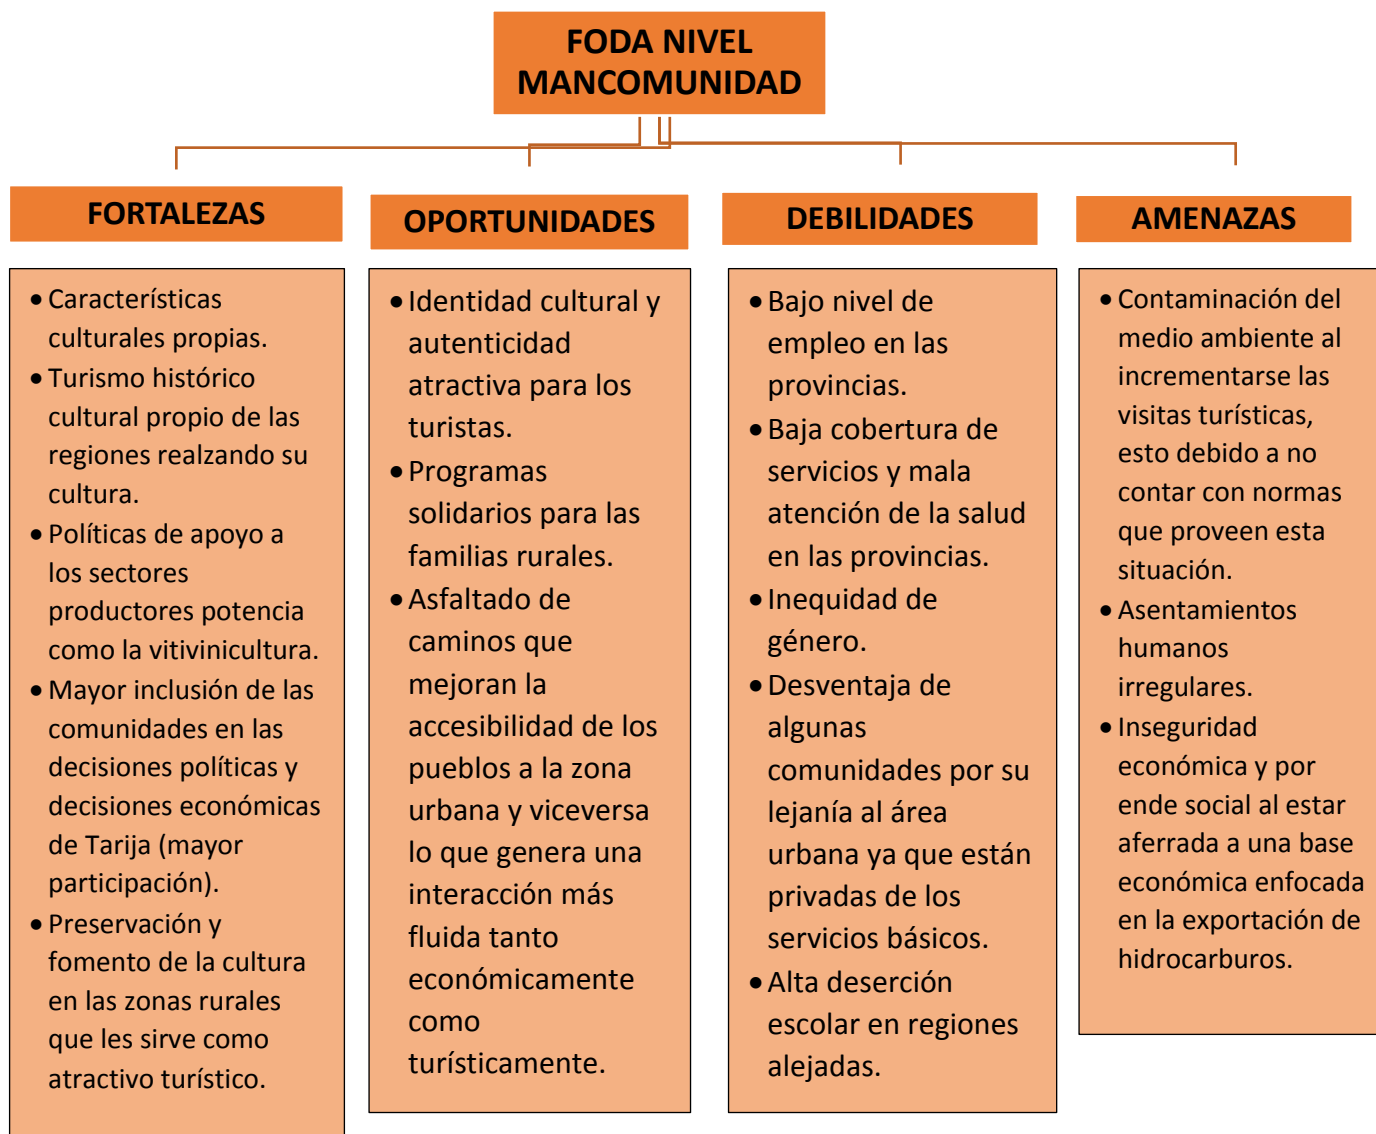 FODA NIVEL
MANCOMUNIDAD
FORTALEZAS
• Características
culturales propias.
• Turismo histórico
cultural propio de las
regiones realzando su
cultura.
• Políticas de apoyo a
los sectores
productores potencia
como la vitivinicultura.
• Mayor inclusión de las
comunidades en las
decisiones políticas y
decisiones económicas
de Tarija (mayor
participación).
• Preservación y
fomento de la cultura
en las zonas rurales
que les sirve como
atractivo turístico.
OPORTUNIDADES
• Identidad cultural y
autenticidad
atractiva para los
turistas.
• Programas
solidarios para las
familias rurales.
• Asfaltado de
caminos que
mejoran la
accesibilidad de los
pueblos a la zona
urbana y viceversa
lo que genera una
interacción más
fluida tanto
económicamente
como
turísticamente.
DEBILIDADES
• Bajo nivel de
empleo en las
provincias.
• Baja cobertura de
servicios y mala
atención de la salud
en las provincias.
• Inequidad de
género.
• Desventaja de
algunas
comunidades por su
lejanía al área
urbana ya que están
privadas de los
servicios básicos.
• Alta deserción
escolar en regiones
alejadas.
AMENAZAS
• Contaminación del
medio ambiente al
incrementarse las
visitas turísticas,
esto debido a no
contar con normas
que proveen esta
situación.
• Asentamientos
humanos
irregulares.
• Inseguridad
económica y por
ende social al estar
aferrada a una base
económica enfocada
en la exportación de
hidrocarburos.